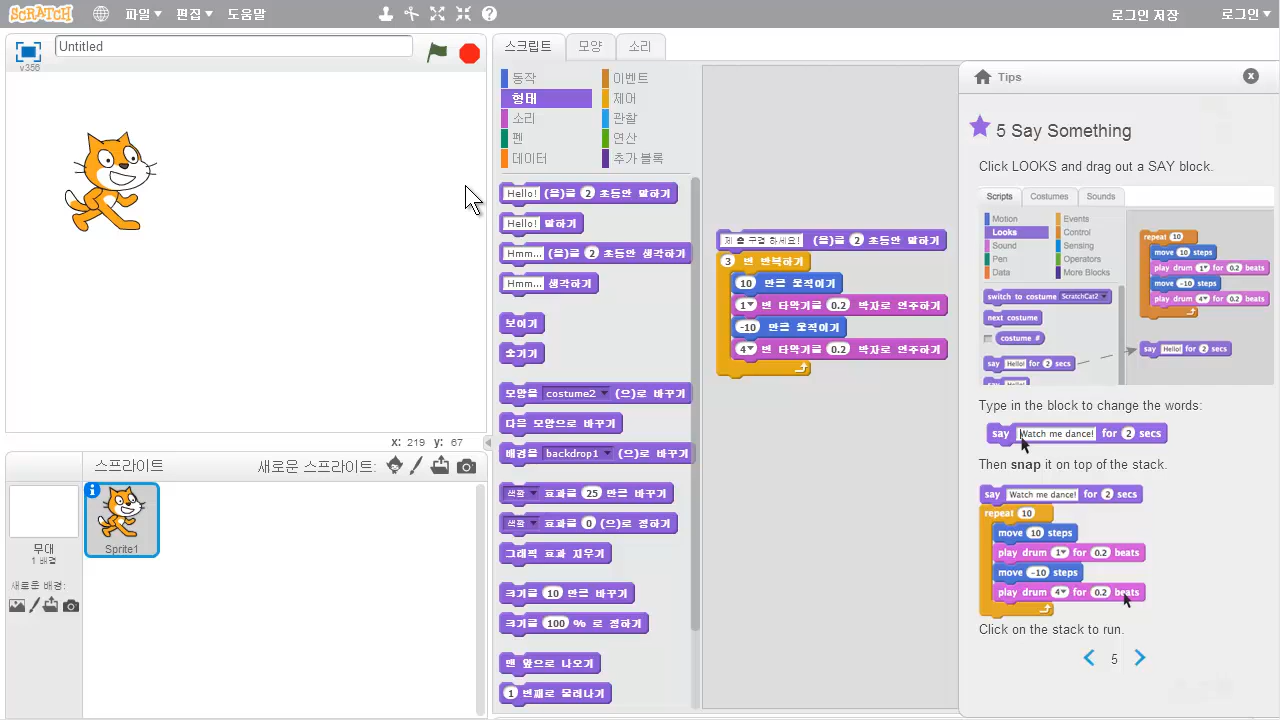 SCRATCH 파일▼ 편집▼ 도움말 로그인 저장 로그인▼
Untitled
v356
스크립트 모양 소리
동작 이벤트
형태 제어
소리 관찰
펜 연산
데이터 추가 블록
Hello! (을)를 2 초동안 말하기
Hello! 말하기
Hmm... (을)를 2 초동안 생각하기
Hmm... 생각하기
보이기
숨기기
모양을 costume2 (으)로 바꾸기
다음 모양으로 바꾸기
배경을 backdrop1 (으)로 바꾸기
색깔 효과를 25 만큼 바꾸기
색깔 효과를 0 (으)로 정하기
그래픽 효과 지우기
크기를 10 만큼 바꾸기
크기를 100 % 로 정하기
맨 앞으로 나오기
1 번째로 물러나기
제 춤 구경 하세요! (을)를 2 초동안 말하기
3 번 반복하기
10 만큼 움직이기
1▼ 번 타악기를 0.2 박자로 연주하기
-10 만큼 움직이기
4▼ 번 타악기를 0.2 박자로 연주하기
x: 219 y: 67
스프라이트 새로운 스프라이트:
무대
1 배경
새로운 배경:
Sprite1
Tips
5 Say Something
Click LOOKS and drag out a SAY block.
Scripts Costumes Sounds
Motion Events
Looks Control
Sound Sensing
Pen Operators
Data More Blocks
switch to costume ScratchCat2
next costume
costume #
say Hello! for 2 secs
repeat 10
move 10 steps
play drum 1▼ for 0.2 beats
move -10 steps
play drum 4▼ for 0.2 beats
say Hello! for 2 secs
Type in the block to change the words:
say Watch me dance! for 2 secs
Then snap it on top of the stack:
say Watch me dance! for 2 secs
repeat 10
move 10 steps
play drum 1▼ for 0.2 beats
move -10 steps
play drum 4▼ for 0.2 beats
Click on the stack to run.
5